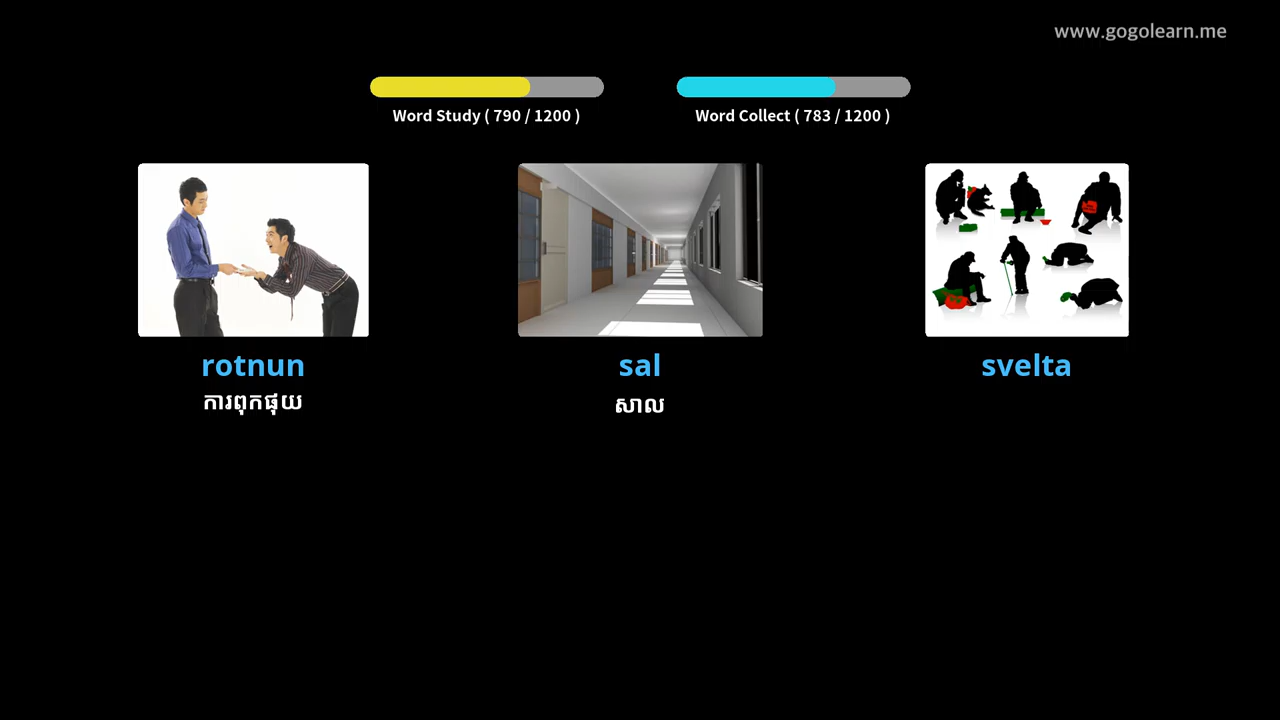 www.gogolearn.me
Word Study ( 790 / 1200 )
Word Collect ( 783 / 1200 )
rotnun
sal
svelta
ការពុកផុយ
សាល